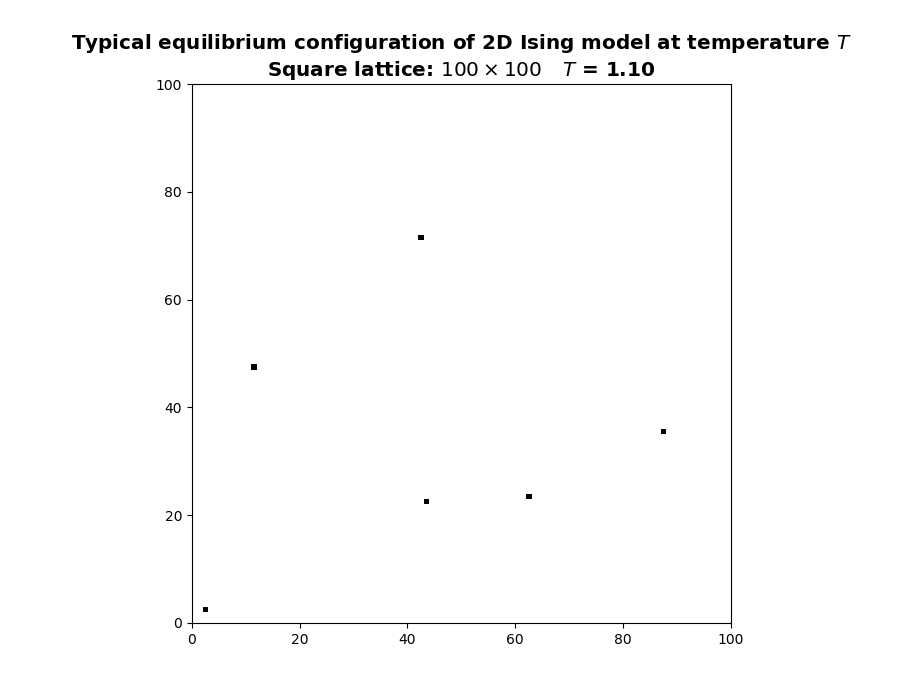 Typical equilibrium configuration of 2D Ising model at temperature T
Square lattice: 100 × 100 T = 1.10
100
80
60
40
20
0
0 20 40 60 80 100